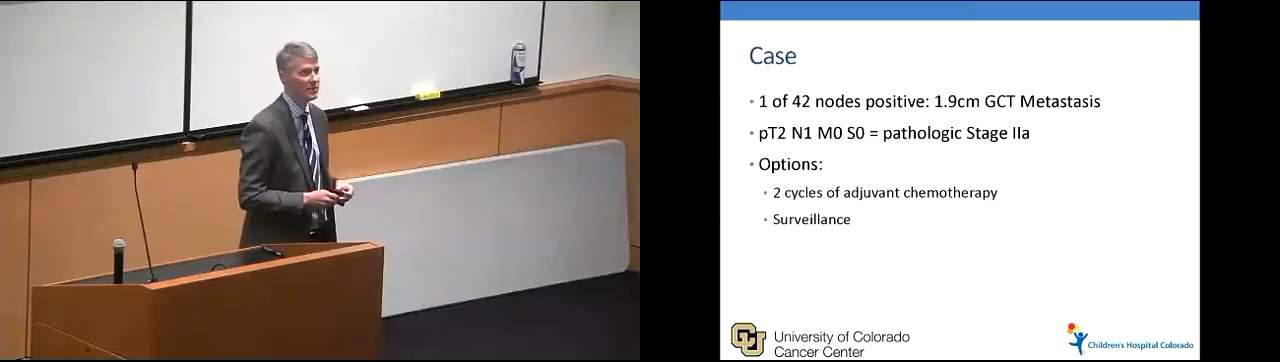 Case
1 of 42 nodes positive: 1.9cm GCT Metastasis
pT2 N1 M0 S0 = pathologic Stage IIa
Options:
2 cycles of adjuvant chemotherapy
Surveillance
CU
University of Colorado
Cancer Center
Children's Hospital Colorado